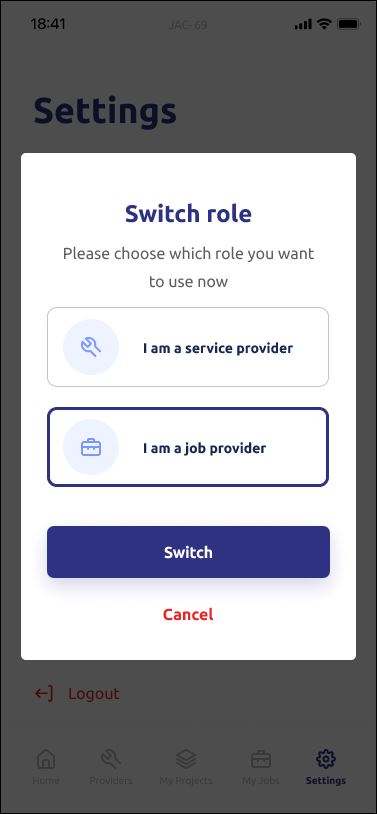 18:41
JAC- 69
Settings
Switch role
Please choose which role you want
to use now
I am a service provider
I am a job provider
Switch
Cancel
Logout
Home Providers My Projects My Jobs Settings